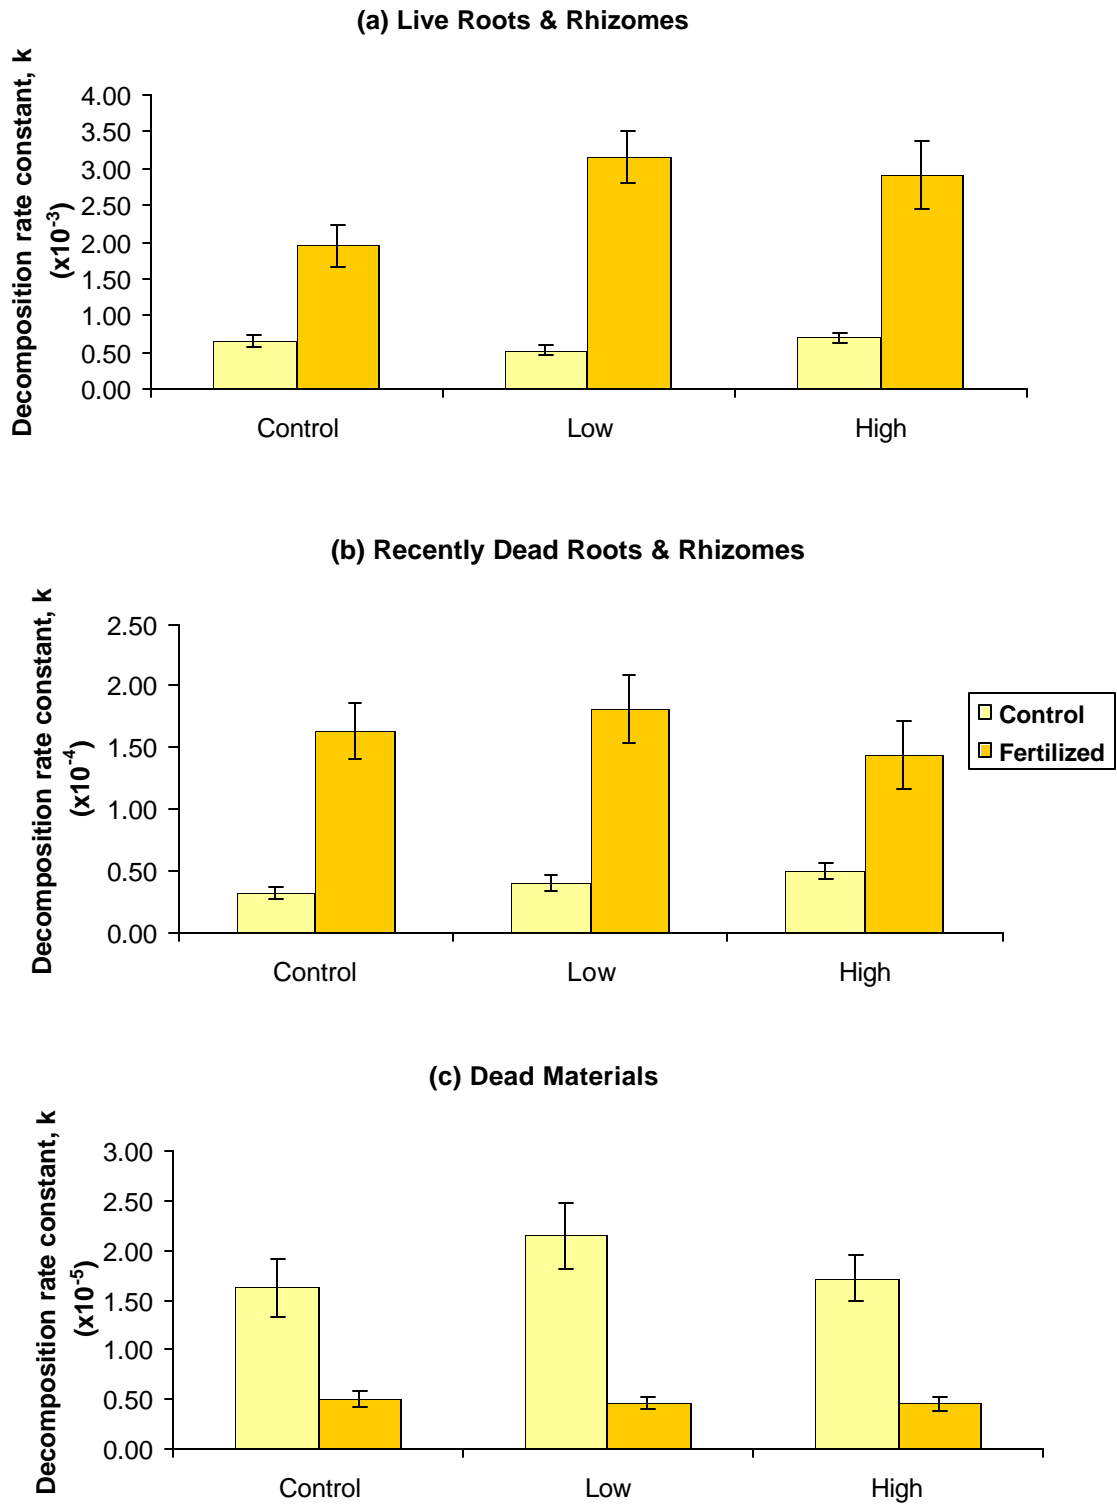 (a) Live Roots & Rhizomes
Decomposition rate constant, k
(x10-3)
4.00
3.50
3.00
2.50
2.00
1.50
1.00
0.50
0.00
Control
Low
High
(b) Recently Dead Roots & Rhizomes
Decomposition rate constant, k
(x10-4)
2.50
2.00
1.50
1.00
0.50
0.00
Control
Low
High
Control
Fertilized
(c) Dead Materials
Decomposition rate constant, k
(x10-5)
3.00
2.50
2.00
1.50
1.00
0.50
0.00
Control
Low
High